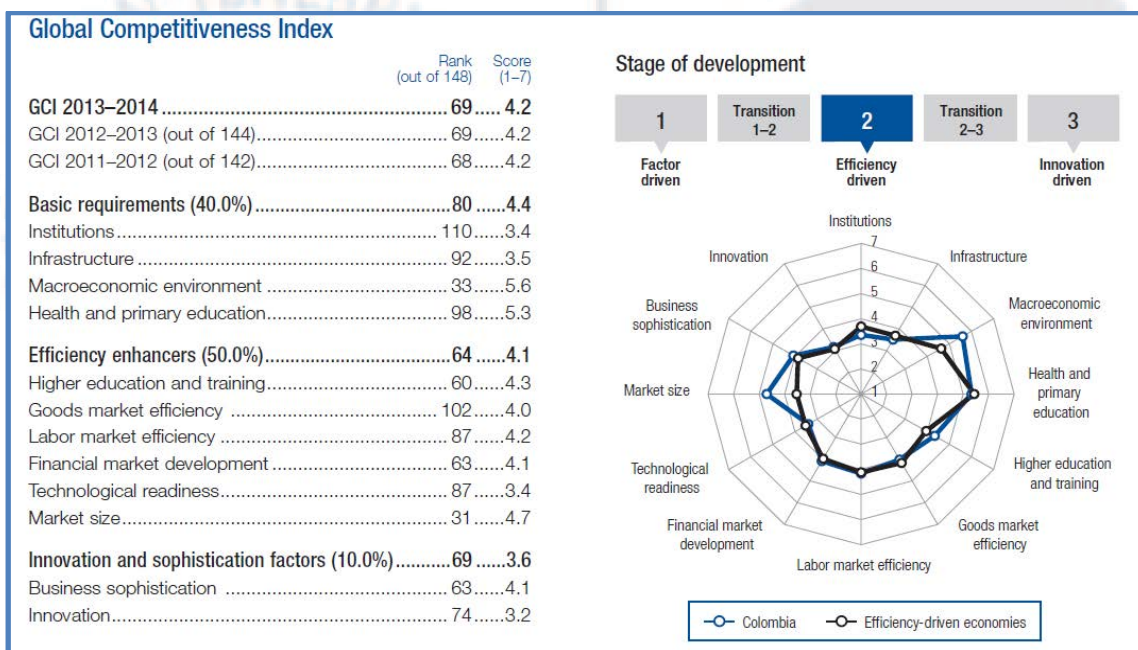 Global Competitiveness Index
Rank Score
(out of 148) (1–7)
GCI 2013–2014 ..... 69 ..... 4.2
GCI 2012–2013 (out of 144) ..... 69 ..... 4.2
GCI 2011–2012 (out of 142) ..... 68 ..... 4.2
Basic requirements (40.0%) ..... 80 ..... 4.4
Institutions ..... 110 ..... 3.4
Infrastructure ..... 92 ..... 3.5
Macroeconomic environment ..... 33 ..... 5.6
Health and primary education ..... 98 ..... 5.3
Efficiency enhancers (50.0%) ..... 64 ..... 4.1
Higher education and training ..... 60 ..... 4.3
Goods market efficiency ..... 102 ..... 4.0
Labor market efficiency ..... 87 ..... 4.2
Financial market development ..... 63 ..... 4.1
Technological readiness ..... 87 ..... 3.4
Market size ..... 31 ..... 4.7
Innovation and sophistication factors (10.0%) ..... 69 ..... 3.6
Business sophistication ..... 63 ..... 4.1
Innovation ..... 74 ..... 3.2
Stage of development
1
Transition
1–2
2
Transition
2–3
3
Factor
driven
Efficiency
driven
Innovation
driven
Institutions
Infrastructure
Macroeconomic
environment
Health and
primary
education
Higher education
and training
Goods market
efficiency
Labor market efficiency
Financial market
development
Technological
readiness
Market size
Business
sophistication
Innovation
7
6
5
4
3
2
1
Colombia
Efficiency-driven economies